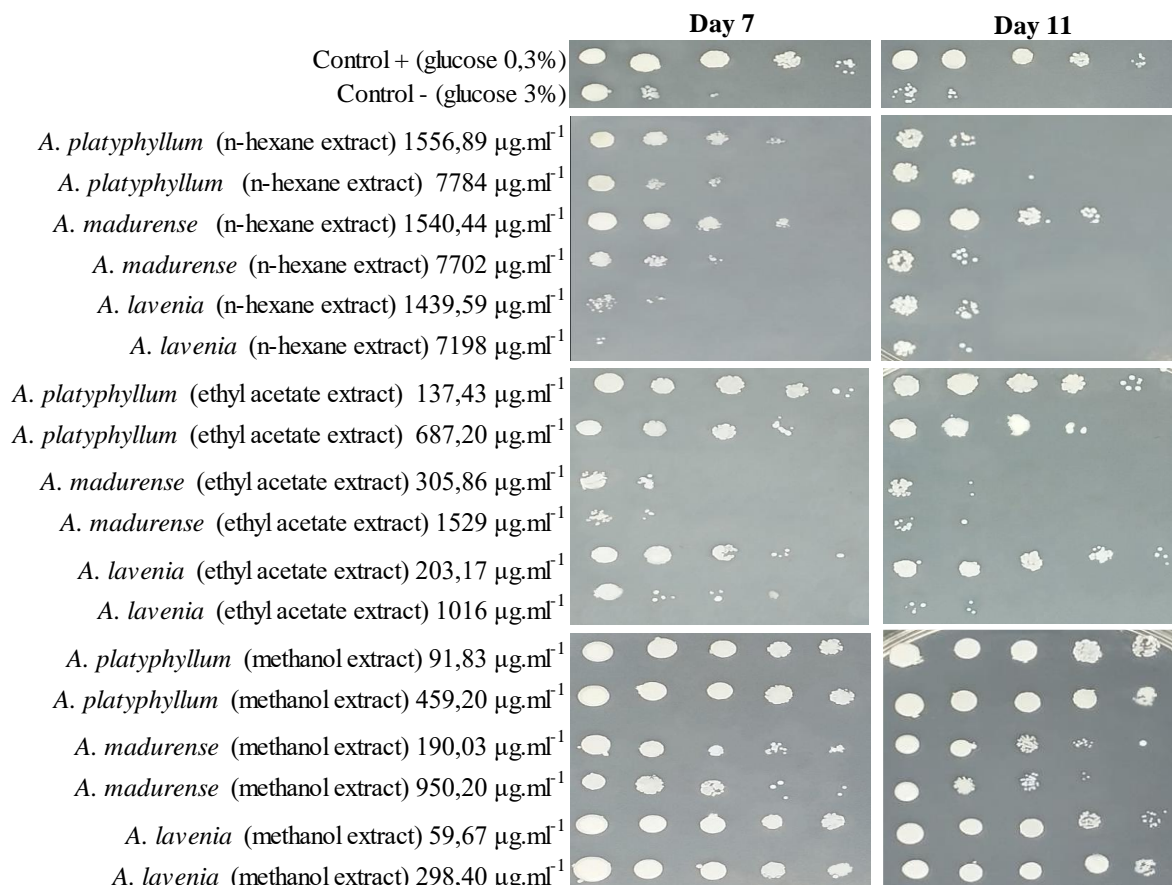 Day 7 Day 11
Control + (glucose 0,3%)
Control - (glucose 3%)
A. platyphyllum (n-hexane extract) 1556,89 µg.ml-1
A. platyphyllum (n-hexane extract) 7784 µg.ml-1
A. madurense (n-hexane extract) 1540,44 µg.ml-1
A. madurense (n-hexane extract) 7702 µg.ml-1
A. lavenia (n-hexane extract) 1439,59 µg.ml-1
A. lavenia (n-hexane extract) 7198 µg.ml-1
A. platyphyllum (ethyl acetate extract) 137,43 µg.ml-1
A. platyphyllum (ethyl acetate extract) 687,20 µg.ml-1
A. madurense (ethyl acetate extract) 305,86 µg.ml-1
A. madurense (ethyl acetate extract) 1529 µg.ml-1
A. lavenia (ethyl acetate extract) 203,17 µg.ml-1
A. lavenia (ethyl acetate extract) 1016 µg.ml-1
A. platyphyllum (methanol extract) 91,83 µg.ml-1
A. platyphyllum (methanol extract) 459,20 µg.ml-1
A. madurense (methanol extract) 190,03 µg.ml-1
A. madurense (methanol extract) 950,20 µg.ml-1
A. lavenia (methanol extract) 59,67 µg.ml-1
A. lavenia (methanol extract) 298,40 µg.ml-1